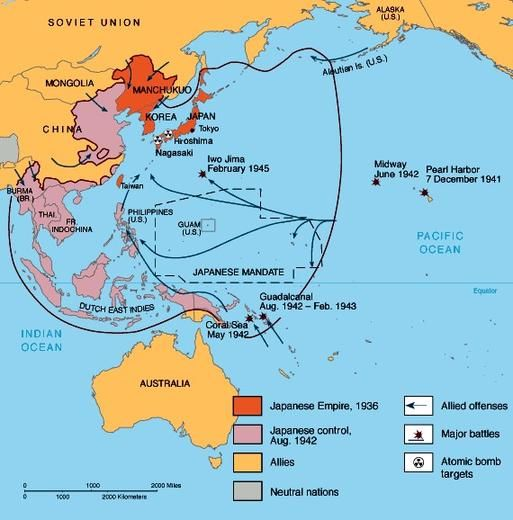 SOVIET UNION
ALASKA
(U.S.)
Aleutian Is. (U.S.)
MONGOLIA
MANCHUKUO
KOREA
JAPAN
Tokyo
CHINA
Hiroshima
Nagasaki
Iwo Jima
February 1945
Midway
June 1942
Pearl Harbor
7 December 1941
BURMA
(BR.)
Taiwan
THAI.
FR.
INDOCHINA
PHILIPPINES
(U.S.)
GUAM
(U.S.)
PACIFIC
OCEAN
JAPANESE MANDATE
Equator
DUTCH EAST INDIES
Guadalcanal
Aug. 1942 – Feb. 1943
Coral Sea
May 1942
INDIAN
OCEAN
AUSTRALIA
Japanese Empire, 1936
Japanese control,
Aug. 1942
Allies
Neutral nations
Allied offenses
Major battles
Atomic bomb
targets
0 1000 2000 Miles
0 1000 2000 Kilometers